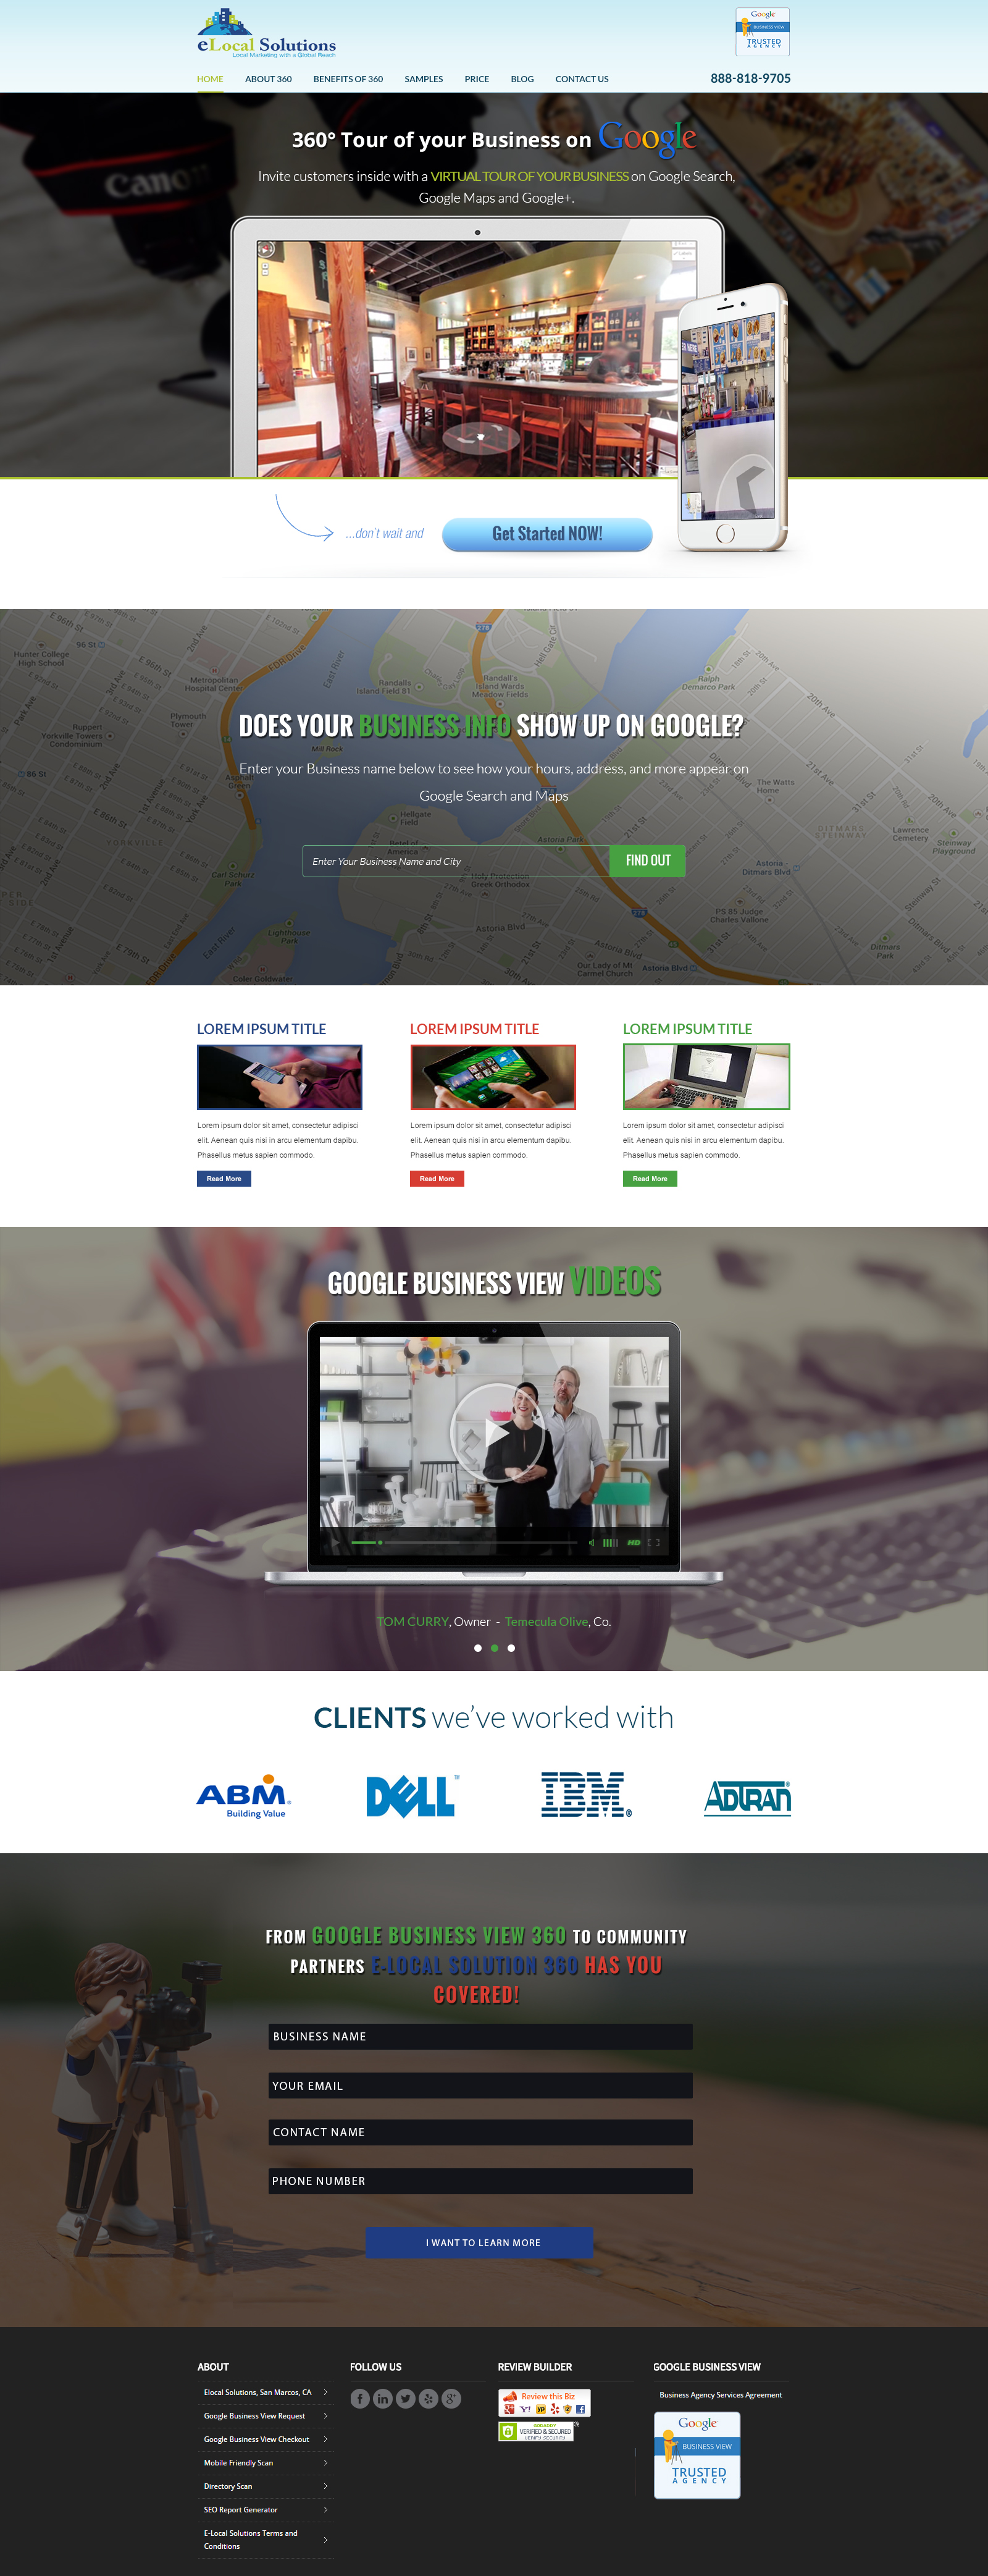 eLocal Solutions
Local Marketing with a Global Reach
Google
BUSINESS VIEW
TRUSTED
AGENCY
HOME ABOUT 360 BENEFITS OF 360 SAMPLES PRICE BLOG CONTACT US 888-818-9705
Canon
360° Tour of your Business on Google
Invite customers inside with a VIRTUAL TOUR OF YOUR BUSINESS on Google Search,
Google Maps and Google+.
...don't wait and Get Started NOW!
DOES YOUR BUSINESS INFO SHOW UP ON GOOGLE?
Enter your Business name below to see how your hours, address, and more appear on
Google Search and Maps
Enter Your Business Name and City FIND OUT
LOREM IPSUM TITLE LOREM IPSUM TITLE LOREM IPSUM TITLE
Lorem ipsum dolor sit amet, consectetur adipisci
elit. Aenean quis nisi in arcu elementum dapibu.
Phasellus metus sapien commodo.
Read More
Lorem ipsum dolor sit amet, consectetur adipisci
elit. Aenean quis nisi in arcu elementum dapibu.
Phasellus metus sapien commodo.
Read More
Lorem ipsum dolor sit amet, consectetur adipisci
elit. Aenean quis nisi in arcu elementum dapibu.
Phasellus metus sapien commodo.
Read More
GOOGLE BUSINESS VIEW VIDEOS
HD
TOM CURRY, Owner - Temecula Olive, Co.
CLIENTS we've worked with
ABM
Building Value
DELL
IBM
ADTRAN
FROM GOOGLE BUSINESS VIEW 360 TO COMMUNITY
PARTNERS E-LOCAL SOLUTION 360 HAS YOU
COVERED!
BUSINESS NAME
YOUR EMAIL
CONTACT NAME
PHONE NUMBER
I WANT TO LEARN MORE
ABOUT
Elocal Solutions, San Marcos, CA
Google Business View Request
Google Business View Checkout
Mobile Friendly Scan
Directory Scan
SEO Report Generator
E-Local Solutions Terms and
Conditions
FOLLOW US
REVIEW BUILDER
Review this Biz
GODADDY
VERIFIED & SECURED
VERIFY SECURITY
GOOGLE BUSINESS VIEW
Business Agency Services Agreement
Google
BUSINESS VIEW
TRUSTED
AGENCY